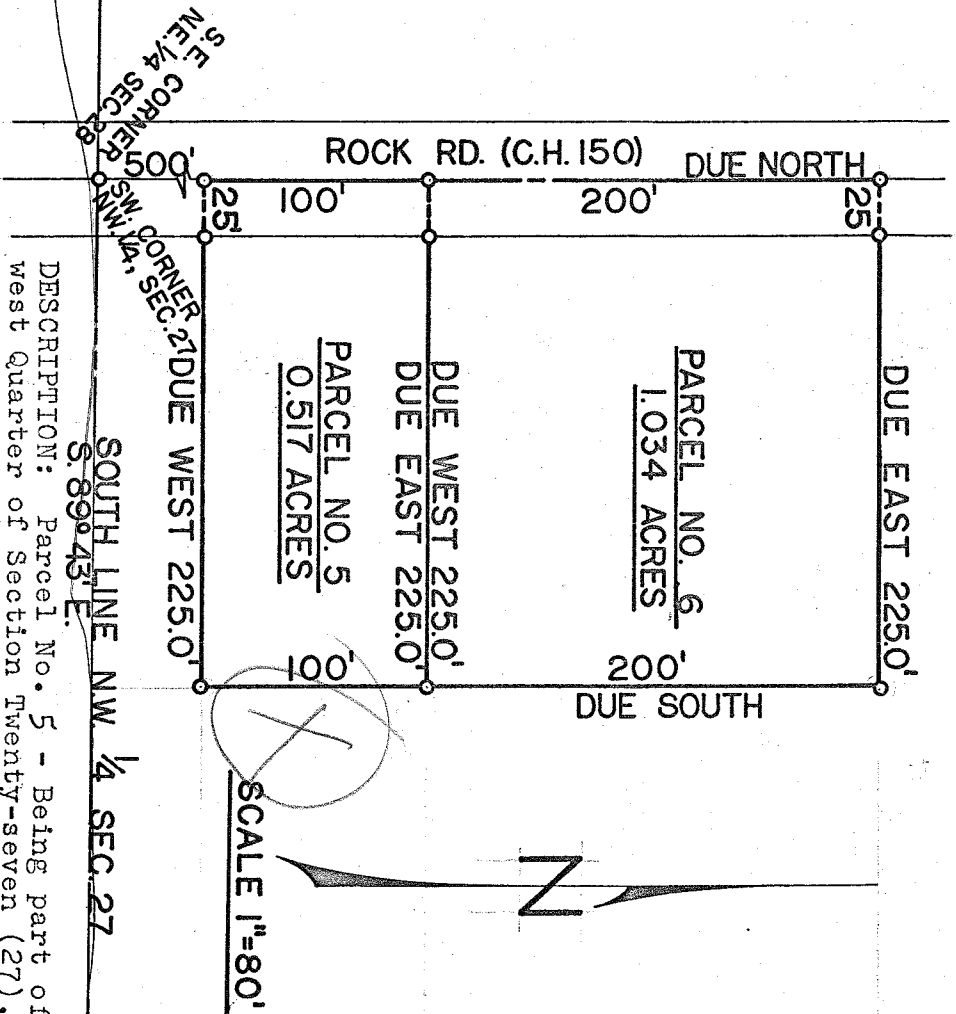 S.E. CORNER
NE.1/4 SEC.28
500'
SW. CORNER
NW.1/4, SEC.27
ROCK RD. (C.H. 150)
DUE NORTH
100'
200'
25'
25'
DUE EAST 225.0'
PARCEL NO. 6
1.034 ACRES
DUE WEST 225.0'
DUE EAST 225.0'
PARCEL NO. 5
0.517 ACRES
DUE WEST 225.0'
100'
200'
DUE SOUTH
N
SCALE 1"=80'
SOUTH LINE NW. 1/4 SEC. 27
S. 89° 43' E.
DESCRIPTION: Parcel No. 5 - Being part of
west Quarter of Section Twenty-seven (27),